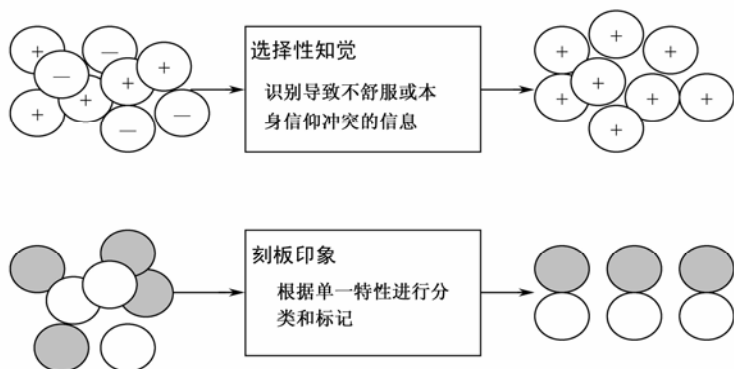 选择性知觉
识别导致不舒服或本
身信仰冲突的信息
+ — + + — + + — —
+ + + + + + + +
刻板印象
根据单一特性进行分
类和标记